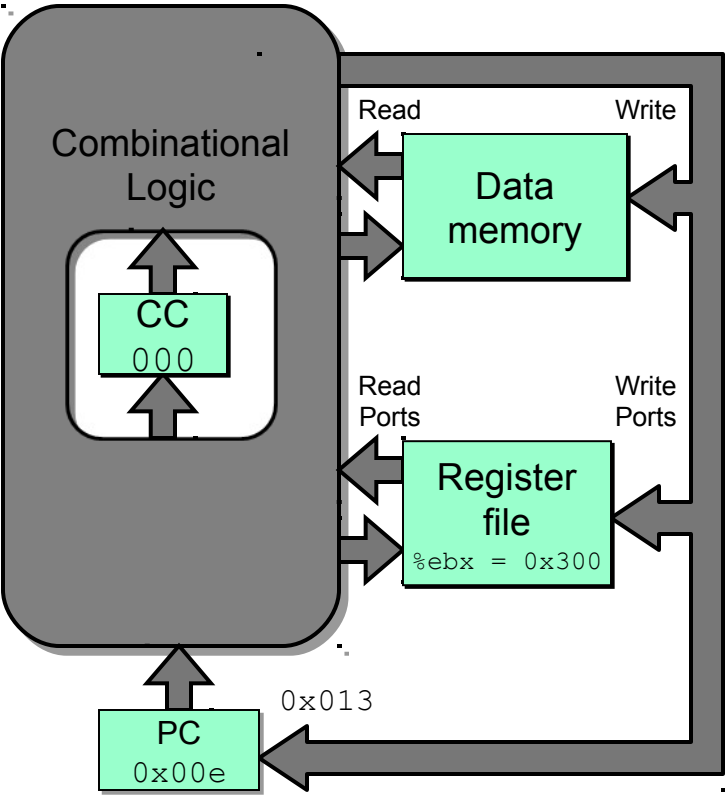 Combinational
Logic
CC
000
Read
Write
Data
memory
Read
Ports
Write
Ports
Register
file
%ebx = 0x300
0x013
PC
0x00e